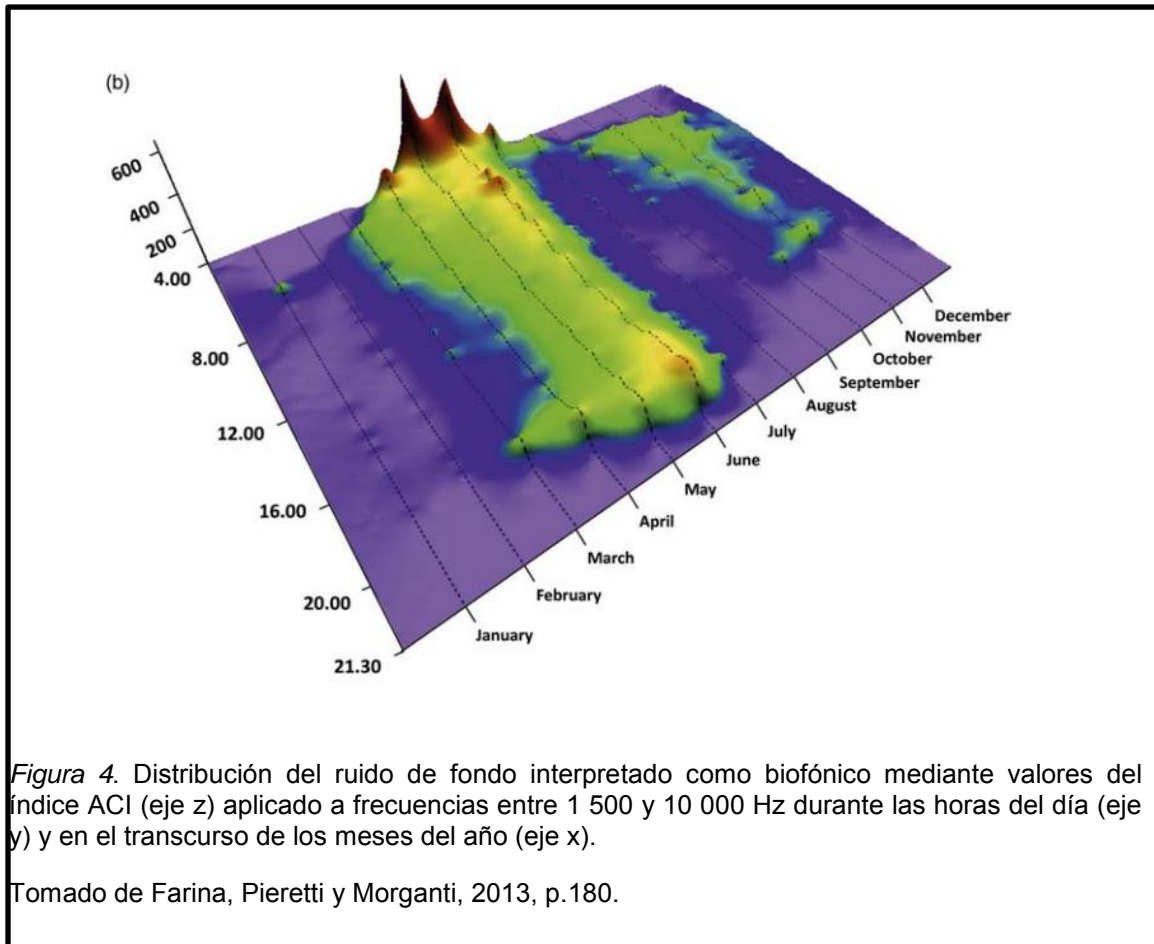 (b)
600
400
200
4.00
8.00
12.00
16.00
20.00
21.30
January
February
March
April
May
June
July
August
September
October
November
December
Figura 4. Distribución del ruido de fondo interpretado como biofónico mediante valores del
índice ACI (eje z) aplicado a frecuencias entre 1 500 y 10 000 Hz durante las horas del día (eje
y) y en el transcurso de los meses del año (eje x).
Tomado de Farina, Pieretti y Morganti, 2013, p.180.